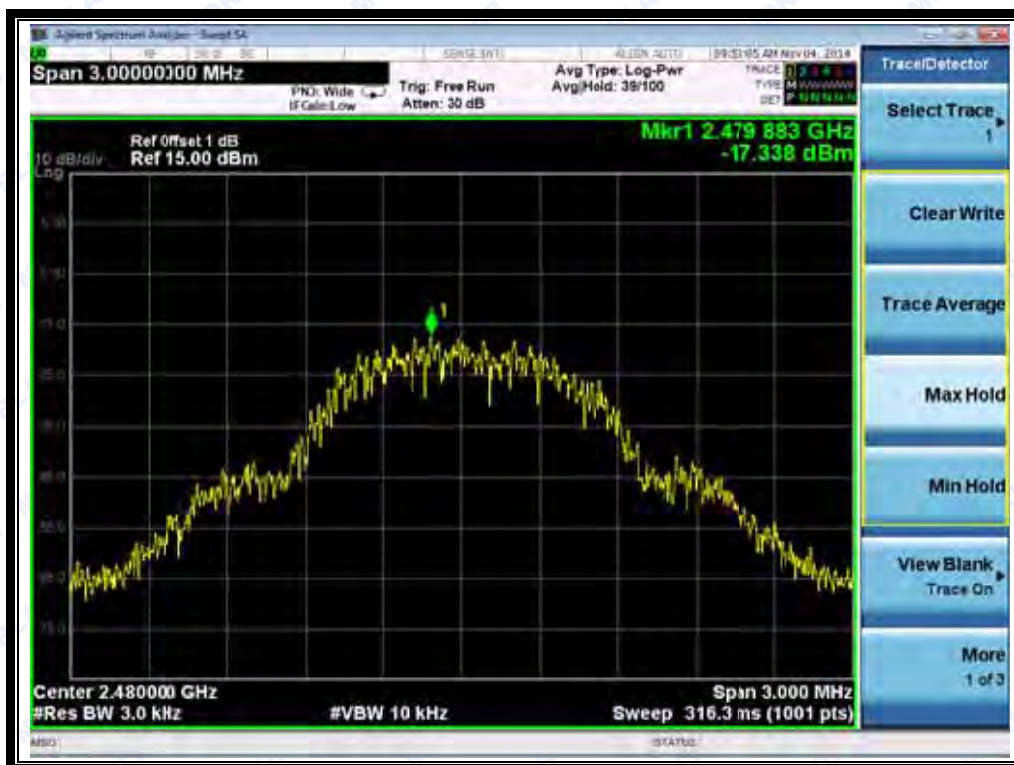 Agilent Spectrum Analyzer - Swept SA
SENSE:INT
ALIGN AUTO
09:53:05 AM Nov 04, 2014
Span 3.00000000 MHz
PNO: Wide
IFGain:Low
Trig: Free Run
Atten: 30 dB
Avg Type: Log-Pwr
Avg|Hold: 39/100
TRACE
TYPE
DET
Mkr1 2.479 883 GHz
-17.338 dBm
Ref Offset 1 dB
10 dB/div Ref 15.00 dBm
Log
1
Center 2.480000 GHz
Span 3.000 MHz
#Res BW 3.0 kHz
#VBW 10 kHz
Sweep 316.3 ms (1001 pts)
MSG
STATUS
Trace/Detector
Select Trace
1
Clear Write
Trace Average
Max Hold
Min Hold
View Blank
Trace On
More
1 of 3